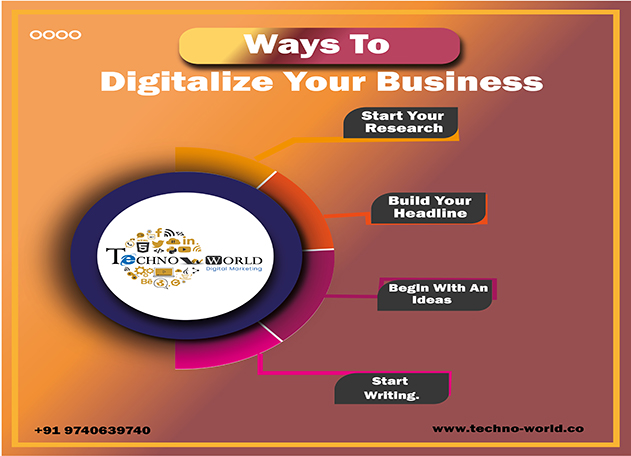 Ways To
Digitalize Your Business
Start Your
Research
Build Your
Headline
Begin With An
Ideas
Start
Writing.
TECHNO WORLD
Digital Marketing
+91 9740639740
www.techno-world.co